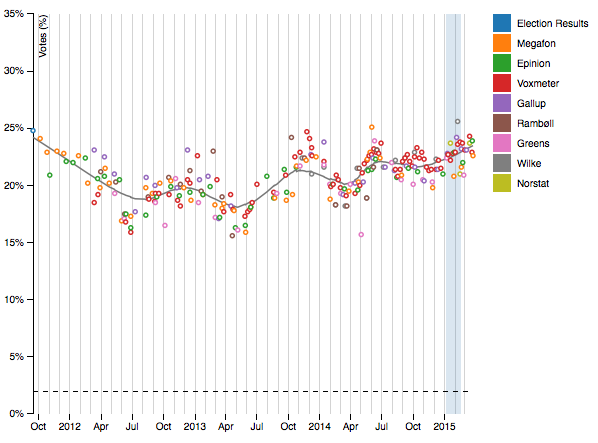 35%
30%
25%
20%
15%
10%
5%
0%
Votes (%)
Oct 2012 Apr Jul Oct 2013 Apr Jul Oct 2014 Apr Jul Oct 2015
Election Results
Megafon
Epinion
Voxmeter
Gallup
Rambøll
Greens
Wilke
Norstat